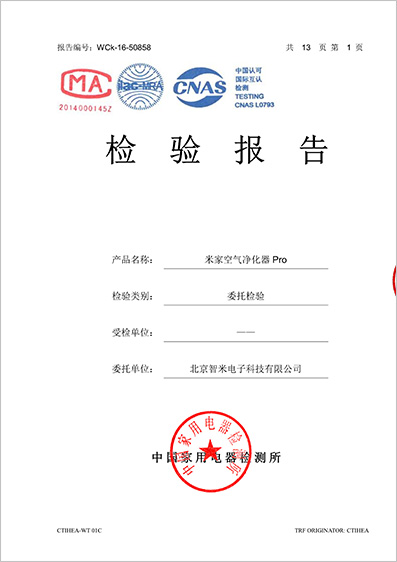 报告编号：WCk-16-50858
共 13 页 第 1 页
MA
2014000145Z
ilac-MRA
CNAS
中国认可
国际互认
检测
TESTING
CNAS L0793
检验报告
产品名称：米家空气净化器 Pro
检验类别：委托检验
受检单位：——
委托单位：北京智米电子科技有限公司
中国家用电器检测所
中国家用电器检测所
CTIHEA-WT 01C
TRF ORIGINATOR: CTIHEA